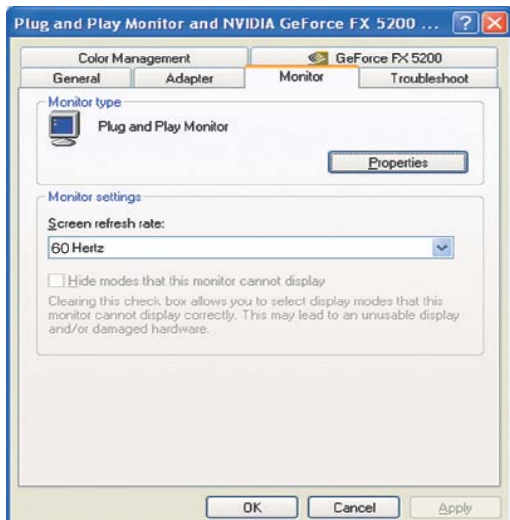 Plug and Play Monitor and NVIDIA GeForce FX 5200 ...
Color Management
GeForce FX 5200
General
Adapter
Monitor
Troubleshoot
Monitor type
Plug and Play Monitor
Properties
Monitor settings
Screen refresh rate:
60 Hertz
Hide modes that this monitor cannot display
Clearing this check box allows you to select display modes that this
monitor cannot display correctly. This may lead to an unusable display
and/or damaged hardware.
OK
Cancel
Apply